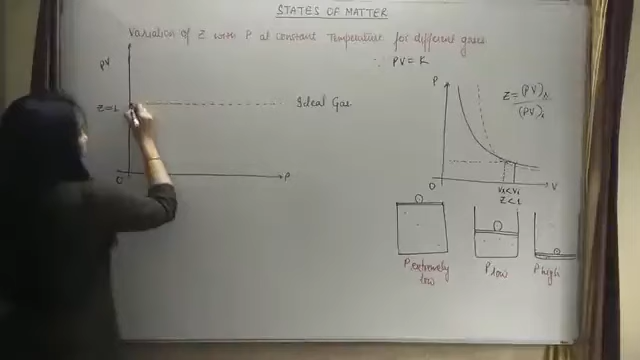 STATES OF MATTER
Variation of Z with P at constant Temperature for different gases
∵ PV = K
PV
Z=1
Ideal Gas
O
P
P
Z = (PV)r
(PV)i
O
V
Vr<Vi
Z<1
P extremely
low
P low
P high